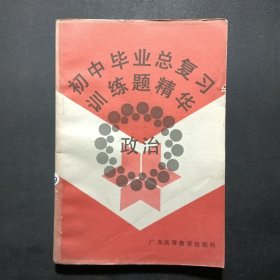 初中毕业总复习
训练题精华
政治
广东高等教育出版社